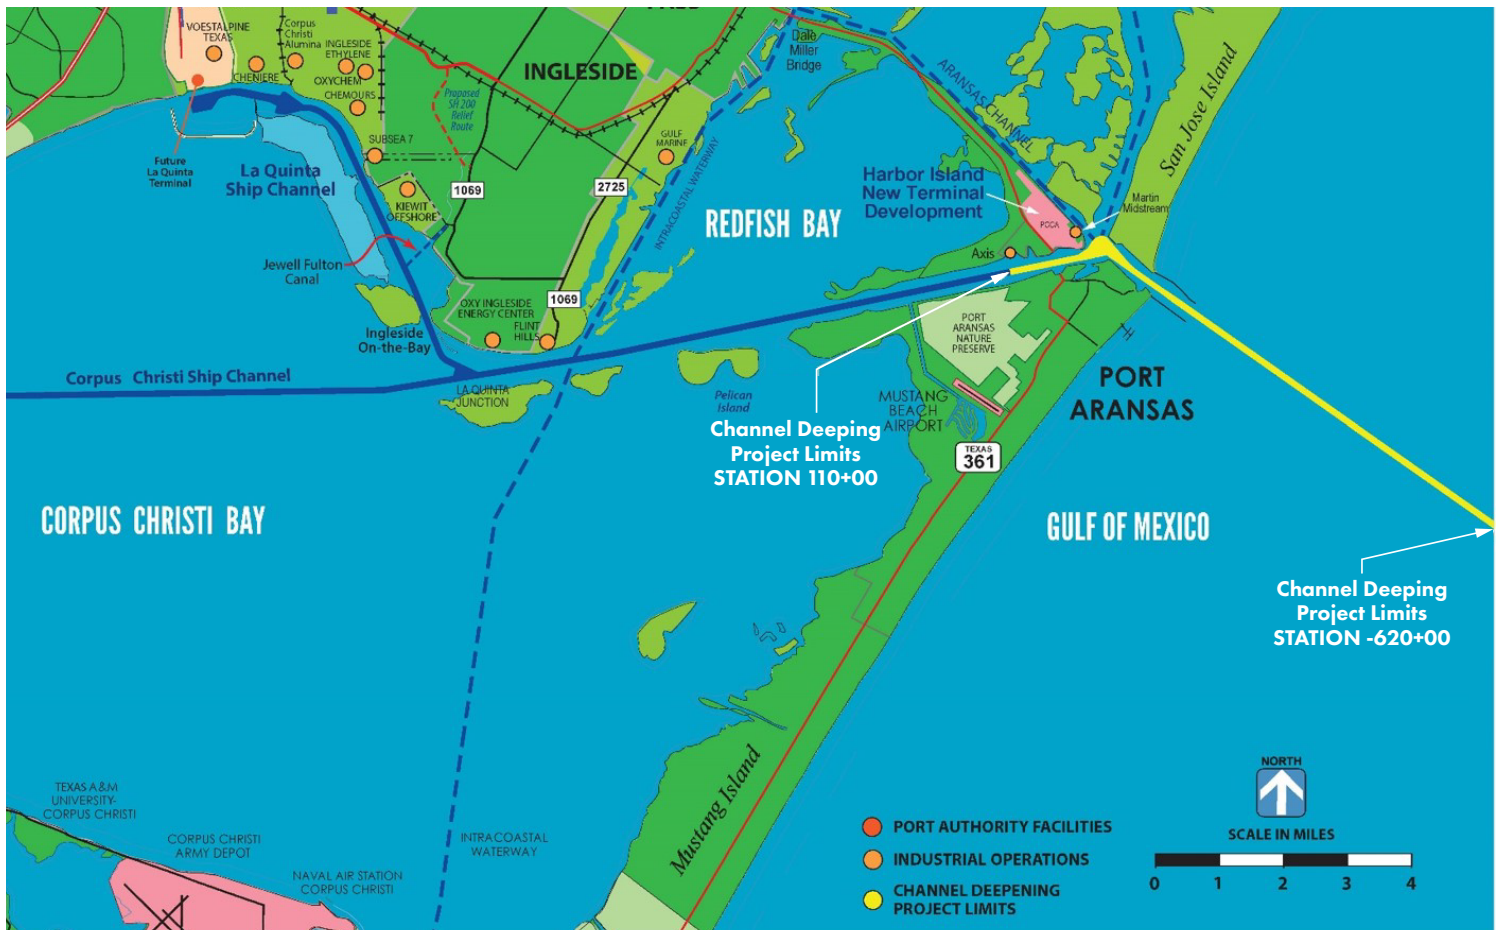 VOESTALPINE
TEXAS
Corpus
Christi
Alumina
INGLESIDE
ETHYLENE
CHENIERE
OXYCHEM
CHEMOURS
INGLESIDE
Proposed
SH 200
Relief
Route
Dale
Miller
Bridge
ARANSAS CHANNEL
San Jose Island
SUBSEA 7
GULF
MARINE
Future
La Quinta
Terminal
La Quinta
Ship Channel
KIEWIT
OFFSHORE
1069
2725
INTRACOASTAL WATERWAY
REDFISH BAY
Harbor Island
New Terminal
Development
PCCA
Martin
Midstream
Axis
Jewell Fulton
Canal
OXY INGLESIDE
ENERGY CENTER
FLINT
HILLS
1069
Ingleside
On-the-Bay
PORT
ARANSAS
NATURE
PRESERVE
Corpus Christi Ship Channel
LA QUINTA
JUNCTION
Pelican
Island
MUSTANG
BEACH
AIRPORT
PORT
ARANSAS
Channel Deeping
Project Limits
STATION 110+00
TEXAS
361
CORPUS CHRISTI BAY
GULF OF MEXICO
Channel Deeping
Project Limits
STATION -620+00
Mustang Island
TEXAS A&M
UNIVERSITY-
CORPUS CHRISTI
CORPUS CHRISTI
ARMY DEPOT
NAVAL AIR STATION
CORPUS CHRISTI
INTRACOASTAL
WATERWAY
PORT AUTHORITY FACILITIES
INDUSTRIAL OPERATIONS
CHANNEL DEEPENING
PROJECT LIMITS
NORTH
SCALE IN MILES
0 1 2 3 4